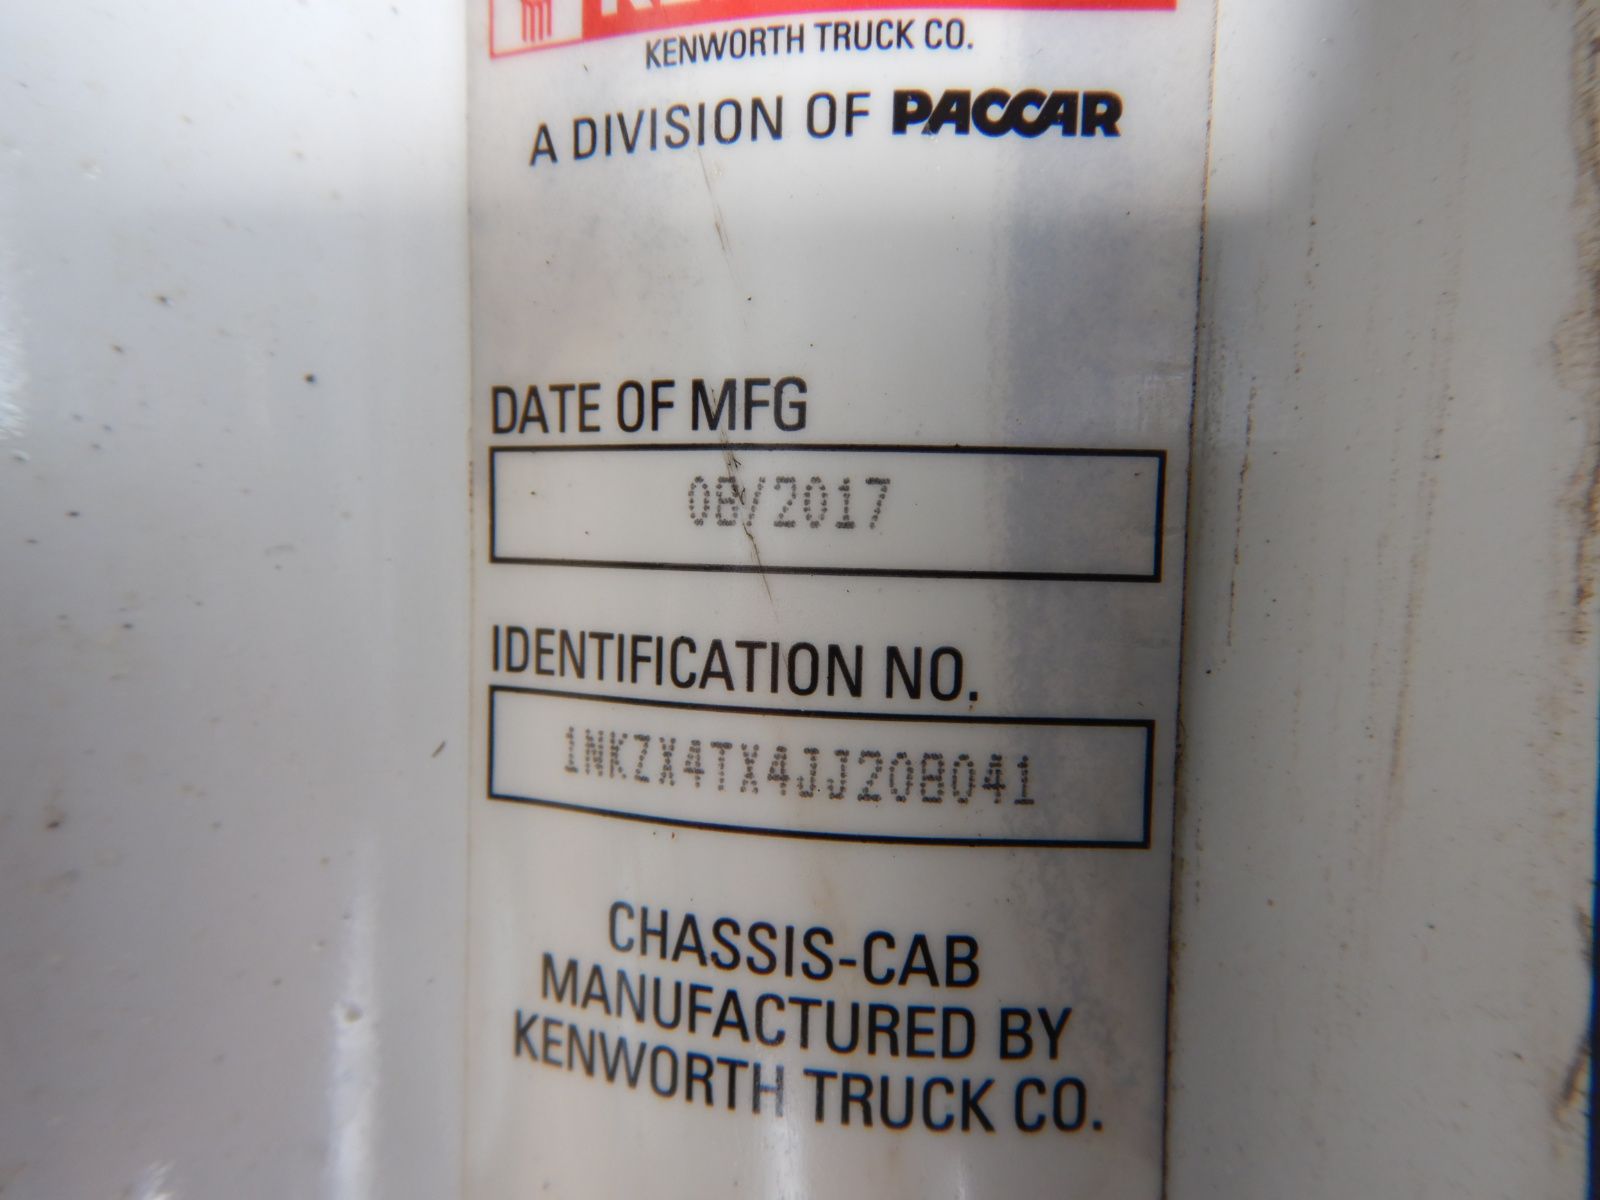 KENWORTH TRUCK CO.
A DIVISION OF PACCAR
DATE OF MFG
08/2017
IDENTIFICATION NO.
1NKZX4TX4JJ208041
CHASSIS-CAB
MANUFACTURED BY
KENWORTH TRUCK CO.